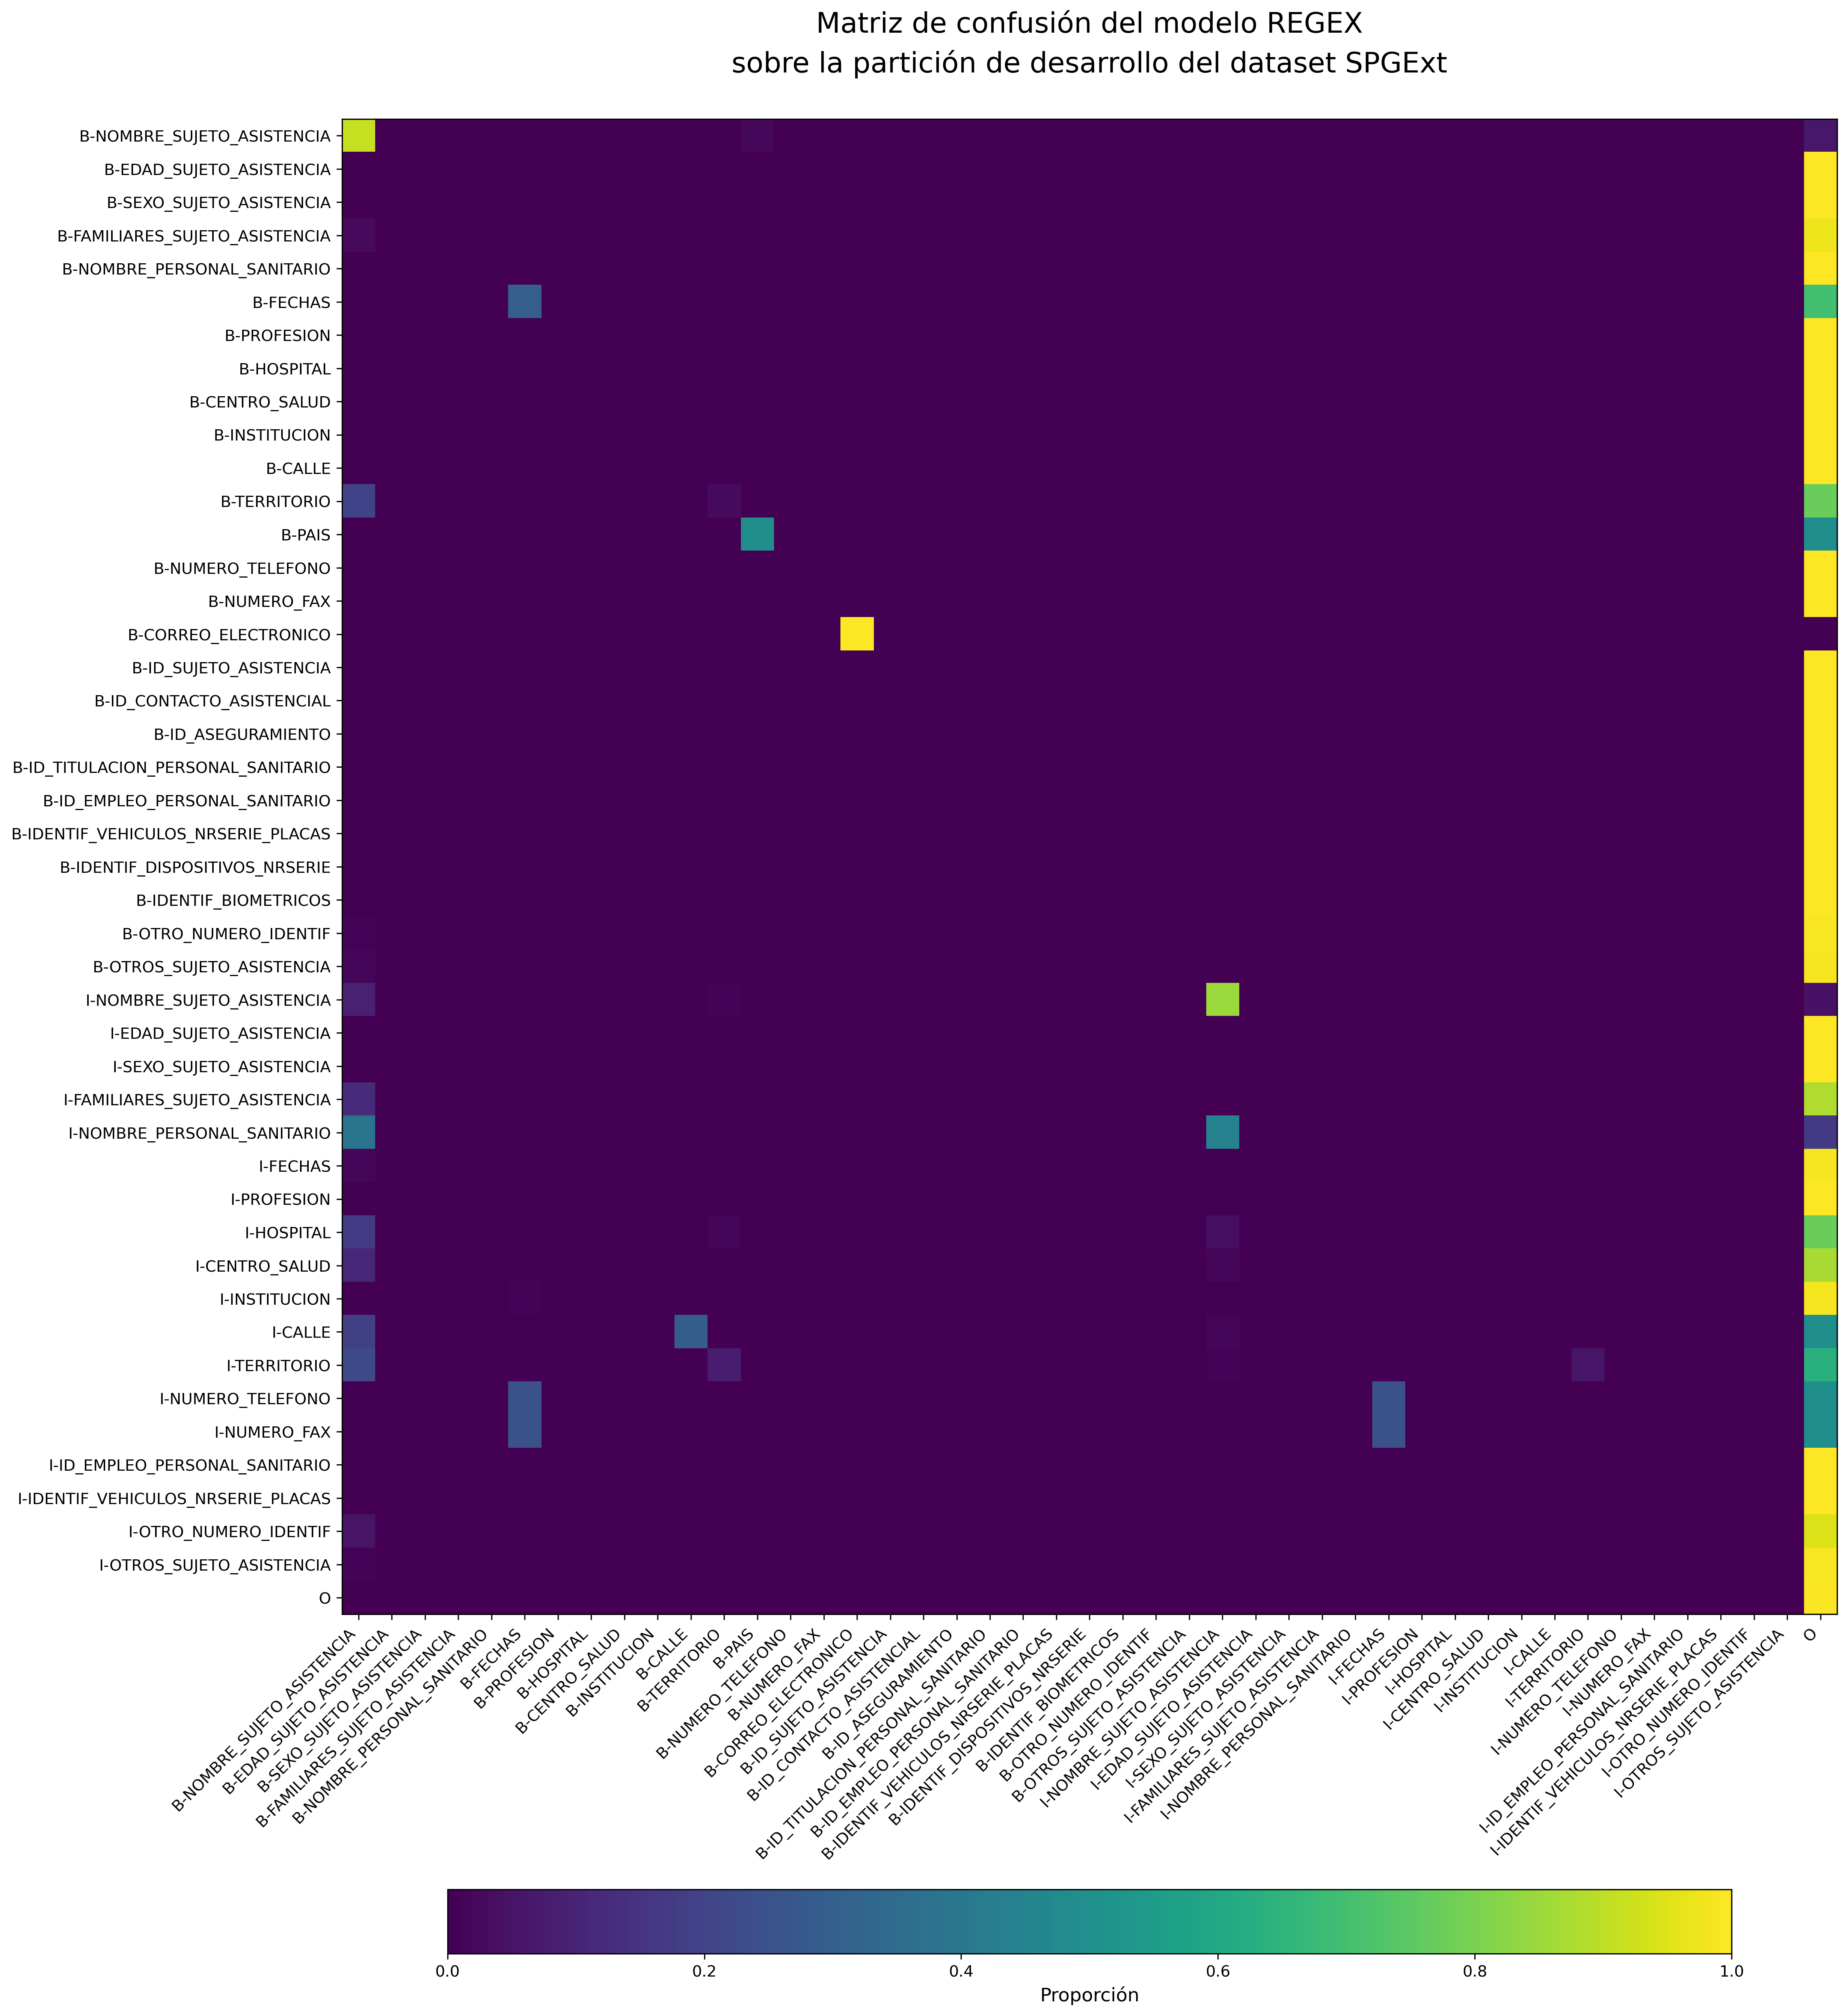 Matriz de confusión del modelo REGEX
sobre la partición de desarrollo del dataset SPGExt
B-NOMBRE_SUJETO_ASISTENCIA
B-EDAD_SUJETO_ASISTENCIA
B-SEXO_SUJETO_ASISTENCIA
B-FAMILIARES_SUJETO_ASISTENCIA
B-NOMBRE_PERSONAL_SANITARIO
B-FECHAS
B-PROFESION
B-HOSPITAL
B-CENTRO_SALUD
B-INSTITUCION
B-CALLE
B-TERRITORIO
B-PAIS
B-NUMERO_TELEFONO
B-NUMERO_FAX
B-CORREO_ELECTRONICO
B-ID_SUJETO_ASISTENCIA
B-ID_CONTACTO_ASISTENCIAL
B-ID_ASEGURAMIENTO
B-ID_TITULACION_PERSONAL_SANITARIO
B-ID_EMPLEO_PERSONAL_SANITARIO
B-IDENTIF_VEHICULOS_NRSERIE_PLACAS
B-IDENTIF_DISPOSITIVOS_NRSERIE
B-IDENTIF_BIOMETRICOS
B-OTRO_NUMERO_IDENTIF
B-OTROS_SUJETO_ASISTENCIA
I-NOMBRE_SUJETO_ASISTENCIA
I-EDAD_SUJETO_ASISTENCIA
I-SEXO_SUJETO_ASISTENCIA
I-FAMILIARES_SUJETO_ASISTENCIA
I-NOMBRE_PERSONAL_SANITARIO
I-FECHAS
I-PROFESION
I-HOSPITAL
I-CENTRO_SALUD
I-INSTITUCION
I-CALLE
I-TERRITORIO
I-NUMERO_TELEFONO
I-NUMERO_FAX
I-ID_EMPLEO_PERSONAL_SANITARIO
I-IDENTIF_VEHICULOS_NRSERIE_PLACAS
I-OTRO_NUMERO_IDENTIF
I-OTROS_SUJETO_ASISTENCIA
O
B-NOMBRE_SUJETO_ASISTENCIA
B-EDAD_SUJETO_ASISTENCIA
B-SEXO_SUJETO_ASISTENCIA
B-FAMILIARES_SUJETO_ASISTENCIA
B-NOMBRE_PERSONAL_SANITARIO
B-FECHAS
B-PROFESION
B-HOSPITAL
B-CENTRO_SALUD
B-INSTITUCION
B-CALLE
B-TERRITORIO
B-PAIS
B-NUMERO_TELEFONO
B-NUMERO_FAX
B-CORREO_ELECTRONICO
B-ID_SUJETO_ASISTENCIA
B-ID_CONTACTO_ASISTENCIAL
B-ID_ASEGURAMIENTO
B-ID_TITULACION_PERSONAL_SANITARIO
B-ID_EMPLEO_PERSONAL_SANITARIO
B-IDENTIF_VEHICULOS_NRSERIE_PLACAS
B-IDENTIF_DISPOSITIVOS_NRSERIE
B-IDENTIF_BIOMETRICOS
B-OTRO_NUMERO_IDENTIF
B-OTROS_SUJETO_ASISTENCIA
I-NOMBRE_SUJETO_ASISTENCIA
I-EDAD_SUJETO_ASISTENCIA
I-SEXO_SUJETO_ASISTENCIA
I-FAMILIARES_SUJETO_ASISTENCIA
I-NOMBRE_PERSONAL_SANITARIO
I-FECHAS
I-PROFESION
I-HOSPITAL
I-CENTRO_SALUD
I-INSTITUCION
I-CALLE
I-TERRITORIO
I-NUMERO_TELEFONO
I-NUMERO_FAX
I-ID_EMPLEO_PERSONAL_SANITARIO
I-IDENTIF_VEHICULOS_NRSERIE_PLACAS
I-OTRO_NUMERO_IDENTIF
I-OTROS_SUJETO_ASISTENCIA
O
0.0 0.2 0.4 0.6 0.8 1.0
Proporción